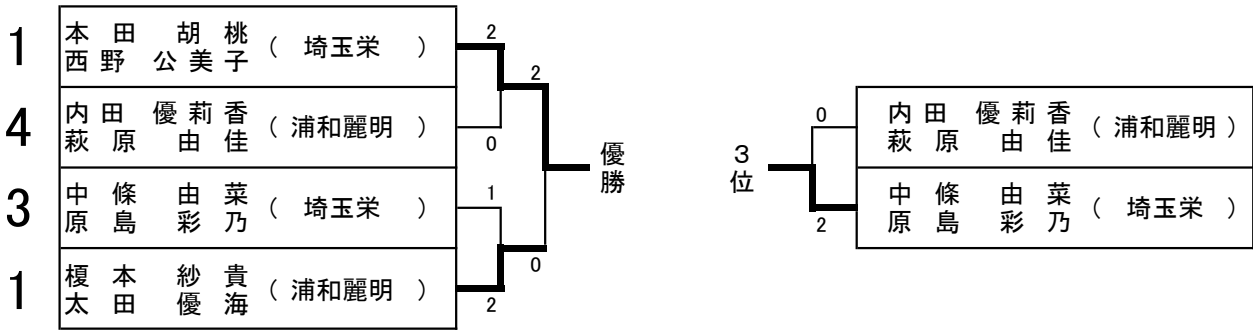 1 本田 胡桃 ( 埼玉栄 )
西野 公美子
2
4 内田 優莉香 ( 浦和麗明 )
萩原 由佳
0
2
優勝
3 中條 由菜 ( 埼玉栄 )
原島 彩乃
1
1 榎本 紗貴 ( 浦和麗明 )
太田 優海
2
0
3位
0
内田 優莉香 ( 浦和麗明 )
萩原 由佳
2
中條 由菜 ( 埼玉栄 )
原島 彩乃